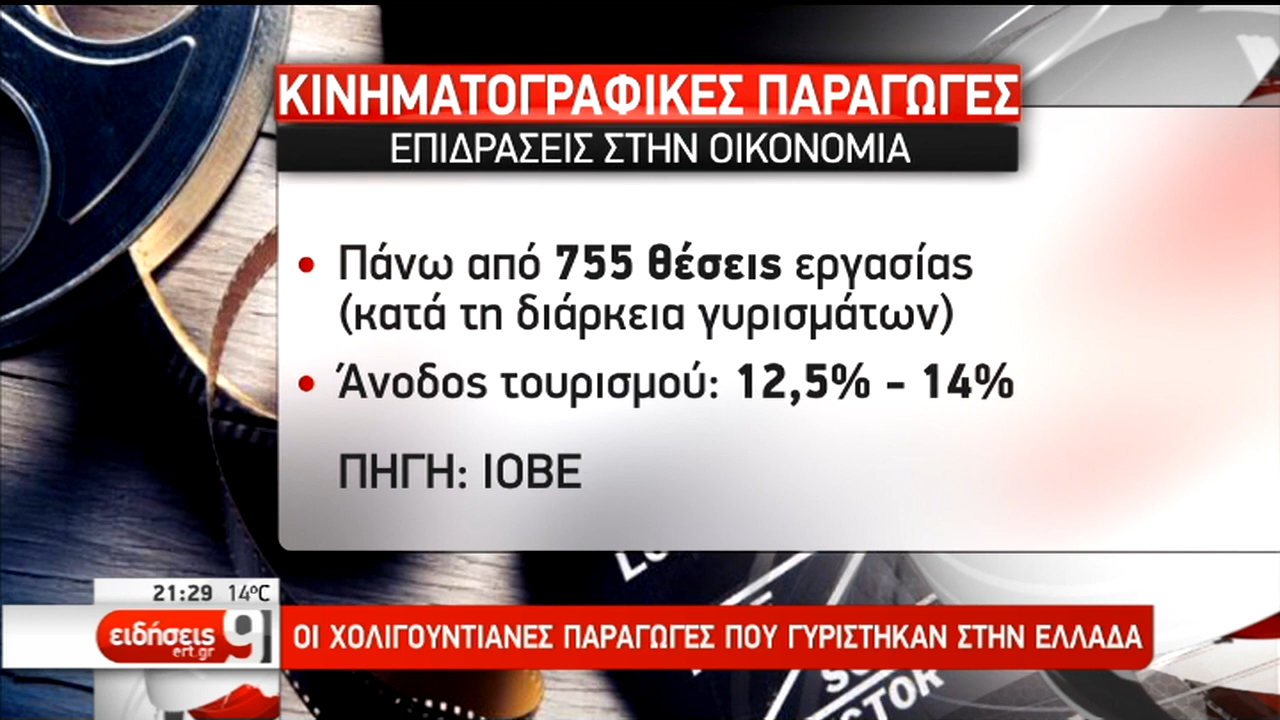 ΚΙΝΗΜΑΤΟΓΡΑΦΙΚΕΣ ΠΑΡΑΓΩΓΕΣ
ΕΠΙΔΡΑΣΕΙΣ ΣΤΗΝ ΟΙΚΟΝΟΜΙΑ
• Πάνω από 755 θέσεις εργασίας
(κατά τη διάρκεια γυρισμάτων)
• Άνοδος τουρισμού: 12,5% - 14%
ΠΗΓΗ: ΙΟΒΕ
21:29 14°C
ειδήσεις 9
ert.gr
ΟΙ ΧΟΛΙΓΟΥΝΤΙΑΝΕΣ ΠΑΡΑΓΩΓΕΣ ΠΟΥ ΓΥΡΙΣΤΗΚΑΝ ΣΤΗΝ ΕΛΛΑΔΑ